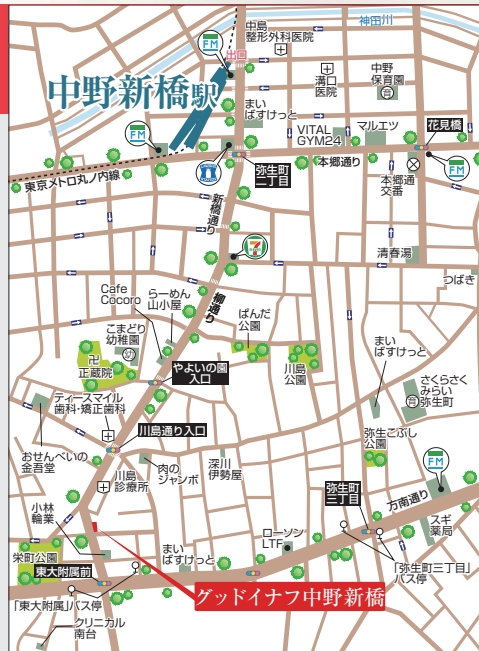 神田川
中島
整形外科医院
FM
出口
中野新橋駅
溝口
医院
中野
保育園
育
まい
ばすけっと
VITAL
GYM24
マルエツ
花見橋
FM
FM
弥生町
二丁目
本郷通り
本郷通
交番
東京メトロ丸ノ内線
新橋通り
清春湯
つばき
Cafe
Cocoro
らーめん
山小屋
柳通り
ぱんだ
公園
こまどり
幼稚園
幼
卍
正蔵院
やよいの園
入口
川島
公園
まい
ばすけっと
さくらさく
みらい
弥生町
育
ティースマイル
歯科・矯正歯科
川島通り入口
弥生こぶし
公園
おせんべいの
金吾堂
川島
診療所
肉の
ジャンボ
深川
伊勢屋
FM
弥生町
三丁目
方南通り
小林
輪業
ローソン
LTF
スギ
薬局
栄町公園
東大附属前
まい
ばすけっと
「弥生町三丁目」
バス停
グッドイナフ中野新橋
「東大附属」バス停
クリニカル
南台